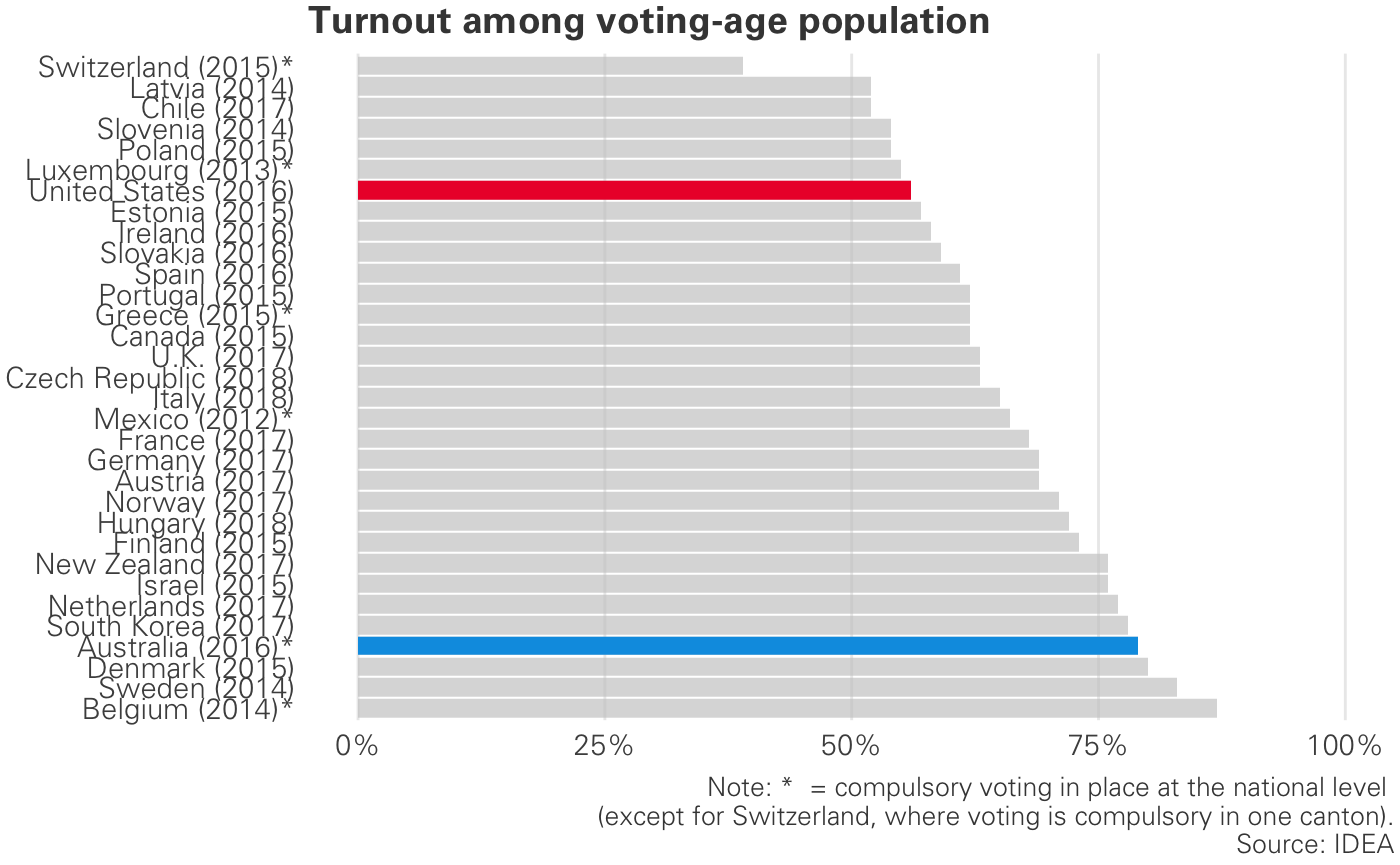 Turnout among voting-age population
Switzerland (2015)*
Latvia (2014)
Chile (2017)
Slovenia (2014)
Poland (2015)
Luxembourg (2013)*
United States (2016)
Estonia (2015)
Ireland (2016)
Slovakia (2016)
Spain (2016)
Portugal (2015)
Greece (2015)*
Canada (2015)
U.K. (2017)
Czech Republic (2018)
Italy (2018)
Mexico (2012)*
France (2017)
Germany (2017)
Austria (2017)
Norway (2017)
Hungary (2018)
Finland (2015)
New Zealand (2017)
Israel (2015)
Netherlands (2017)
South Korea (2017)
Australia (2016)*
Denmark (2015)
Sweden (2014)
Belgium (2014)*
0% 25% 50% 75% 100%
Note: * = compulsory voting in place at the national level
(except for Switzerland, where voting is compulsory in one canton).
Source: IDEA